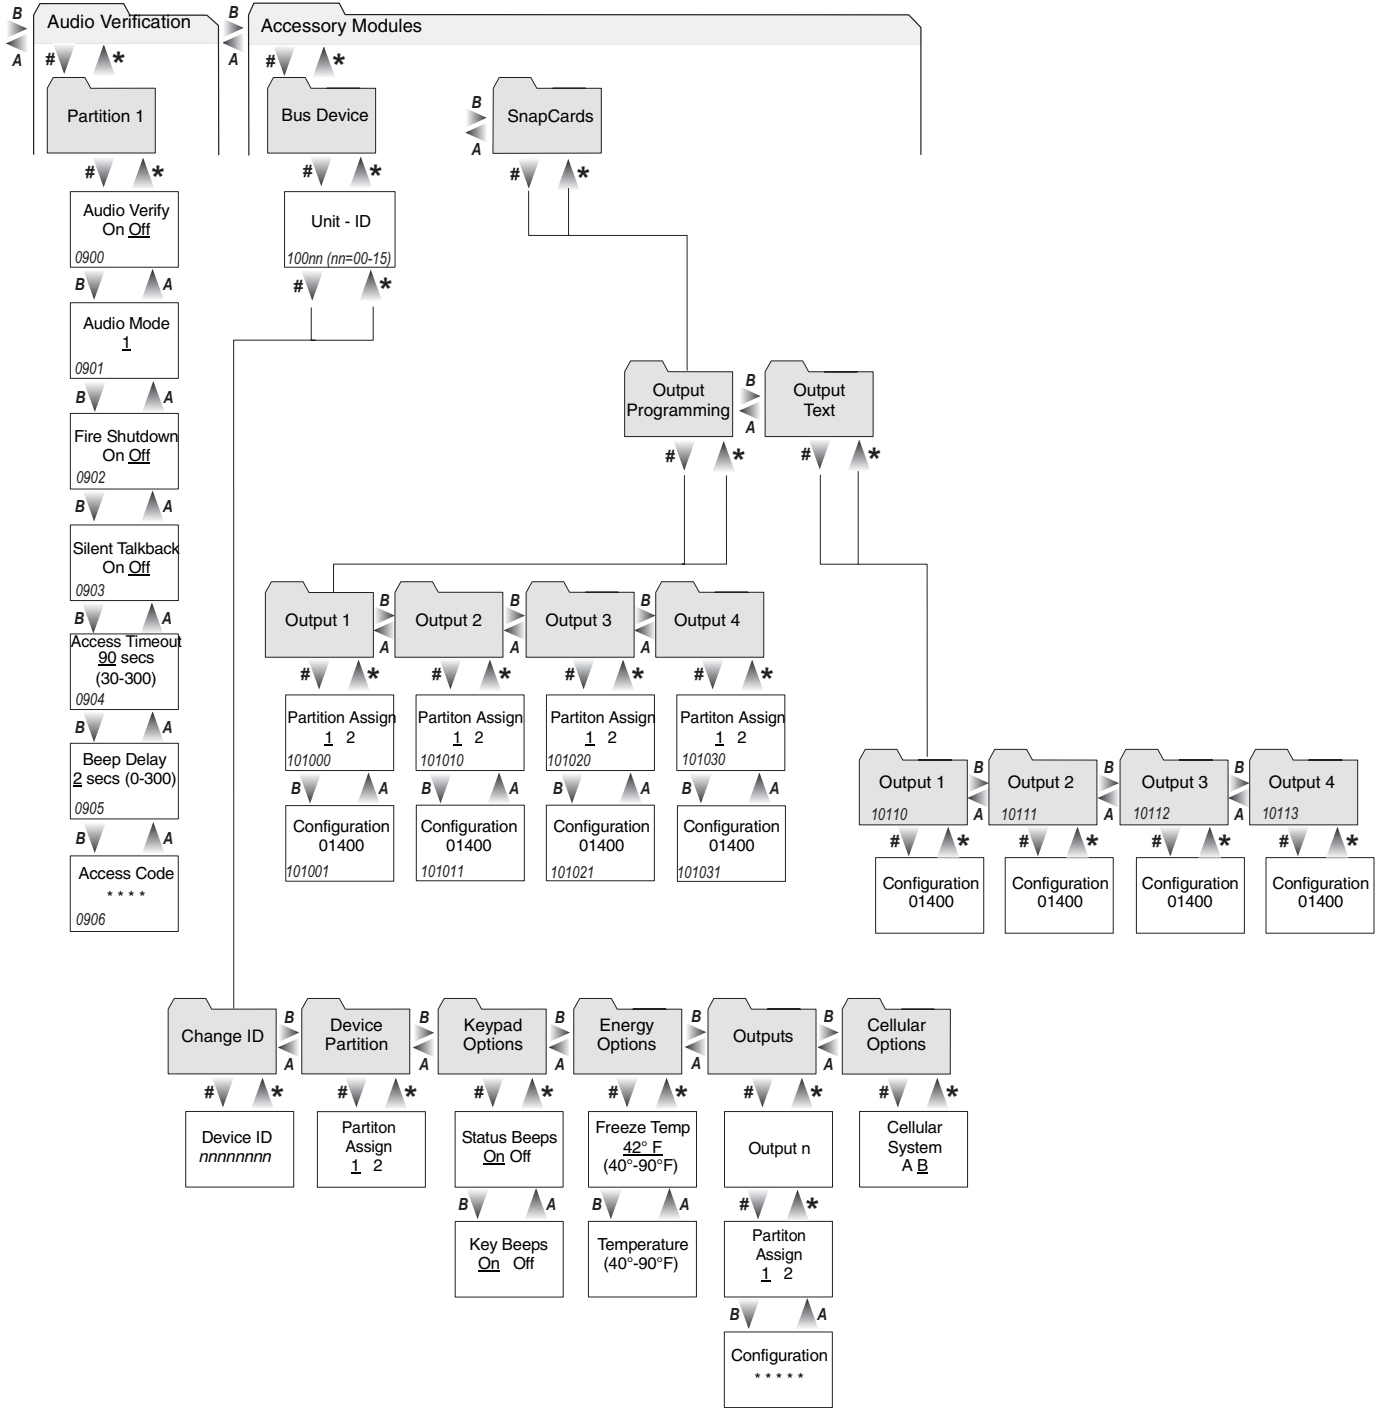 B
A
Audio Verification
B
A
Accessory Modules
# *
# *
Partition 1
Bus Device
B
A
SnapCards
# *
# *
# *
Audio Verify
On Off
0900
Unit - ID
100nn (nn=00-15)
B A
# *
Audio Mode
1
0901
B A
Fire Shutdown
On Off
0902
B A
Silent Talkback
On Off
0903
B A
Access Timeout
90 secs
(30-300)
0904
B A
Beep Delay
2 secs (0-300)
0905
B A
Access Code
* * * *
0906
Output
Programming
B
A
Output
Text
# *
# *
Output 1
B
A
Output 2
B
A
Output 3
B
A
Output 4
# *
# *
# *
# *
Partition Assign
1 2
101000
Partiton Assign
1 2
101010
Partition Assign
1 2
101020
Partiton Assign
1 2
101030
B A
B A
B A
B A
Configuration
01400
101001
Configuration
01400
101011
Configuration
01400
101021
Configuration
01400
101031
Output 1
10110
B
A
Output 2
10111
B
A
Output 3
10112
B
A
Output 4
10113
# *
# *
# *
# *
Configuration
01400
Configuration
01400
Configuration
01400
Configuration
01400
Change ID
B
A
Device
Partition
B
A
Keypad
Options
B
A
Energy
Options
B
A
Outputs
B
A
Cellular
Options
# *
# *
# *
# *
# *
# *
Device ID
nnnnnnnn
Partiton
Assign
1 2
Status Beeps
On Off
Freeze Temp
42° F
(40°-90°F)
Output n
Cellular
System
A B
B A
B A
# *
Key Beeps
On Off
Temperature
(40°-90°F)
Partiton
Assign
1 2
B A
Configuration
* * * * *